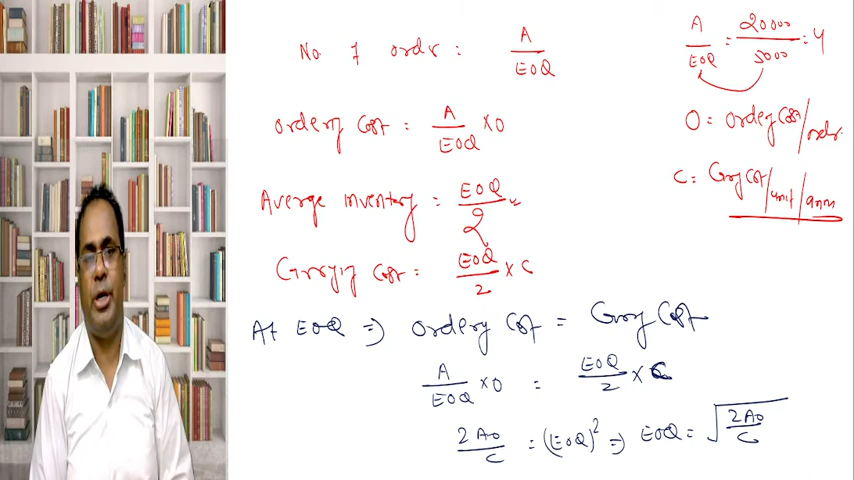 No of order = A/EOQ
A/EOQ = 20000/5000 = 4
Ordering Cost = A/EOQ × O
O = Ordering Cost/order
Average inventory = EOQ/2
C = Carrying Cost/unit/annum
Carrying Cost = EOQ/2 × C
At EOQ ⇒ Ordering Cost = Carrying Cost
A/EOQ × O = EOQ/2 × C
2AO/C = (EOQ)² ⇒ EOQ = √(2AO/C)